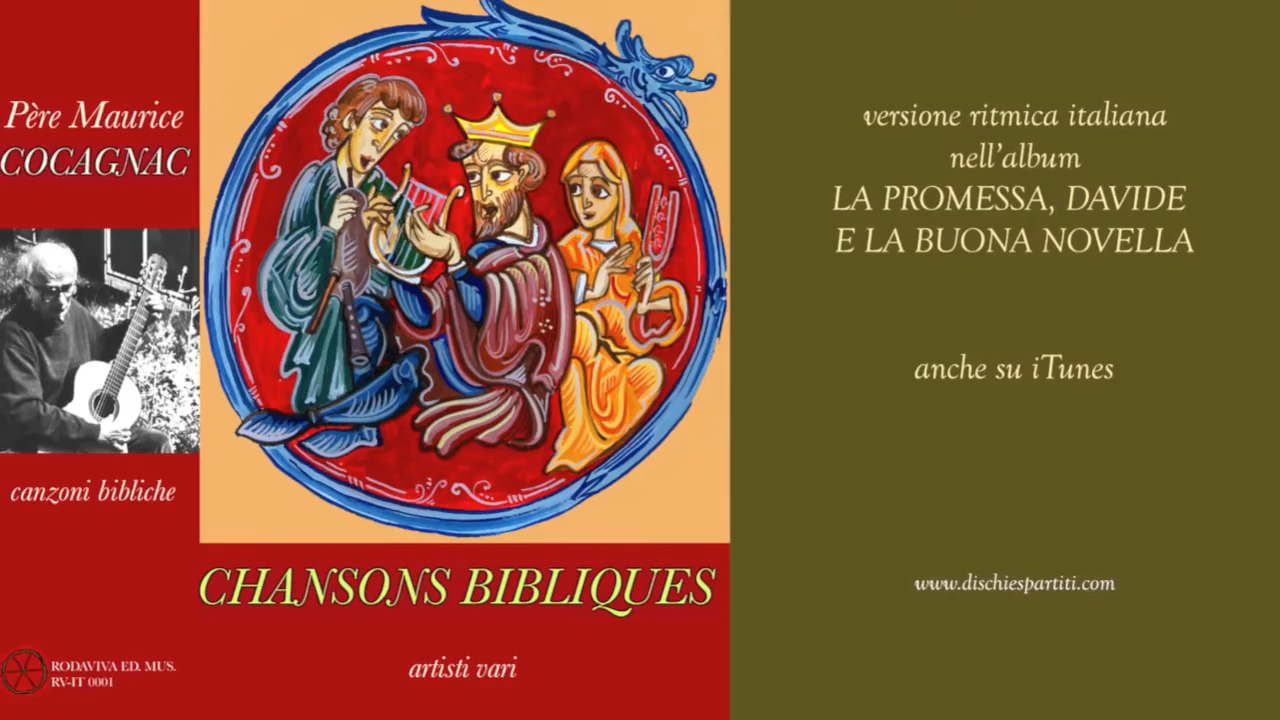 Père Maurice
COCAGNAC
canzoni bibliche
CHANSONS BIBLIQUES
artisti vari
RODAVIVA ED. MUS.
RV-IT 0001
versione ritmica italiana
nell'album
LA PROMESSA, DAVIDE
E LA BUONA NOVELLA
anche su iTunes
www.dischiespartiti.com